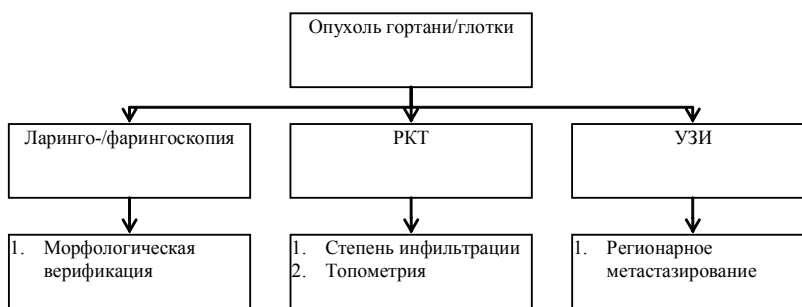 Опухоль гортани/глотки
Ларинго-/фарингоскопия
РКТ
УЗИ
1. Морфологическая
верификация
1. Степень инфильтрации
2. Топометрия
1. Регионарное
метастазирование